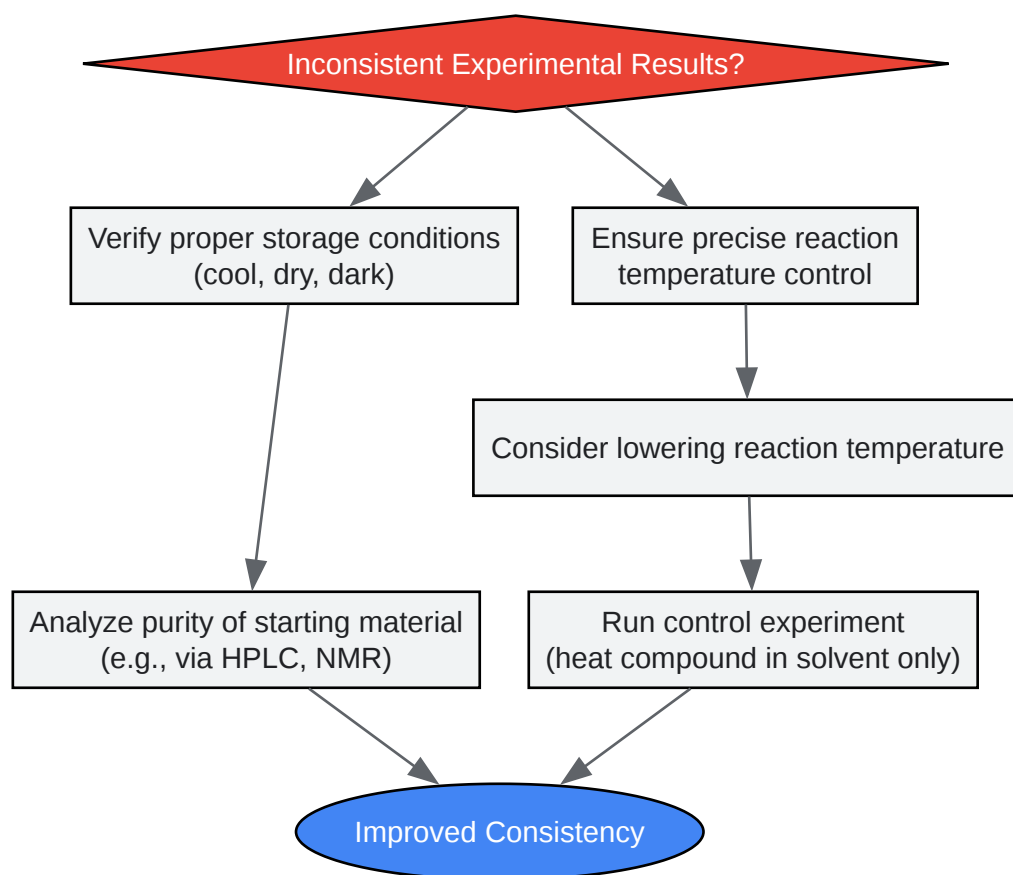 Inconsistent Experimental Results?
Verify proper storage conditions
(cool, dry, dark)
Ensure precise reaction
temperature control
Consider lowering reaction temperature
Analyze purity of starting material
(e.g., via HPLC, NMR)
Run control experiment
(heat compound in solvent only)
Improved Consistency